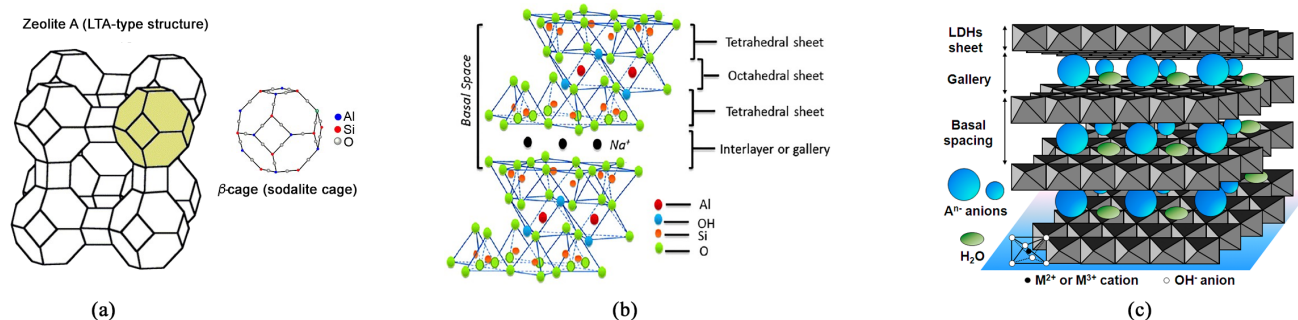 Zeolite A (LTA-type structure)
Al
Si
O
β-cage (sodalite cage)
(a)
Basal Space
Tetrahedral sheet
Octahedral sheet
Tetrahedral sheet
Na⁺
Interlayer or gallery
Al
OH
Si
O
(b)
LDHs
sheet
Gallery
Basal
spacing
Aⁿ⁻ anions
H₂O
M²⁺ or M³⁺ cation
OH⁻ anion
(c)